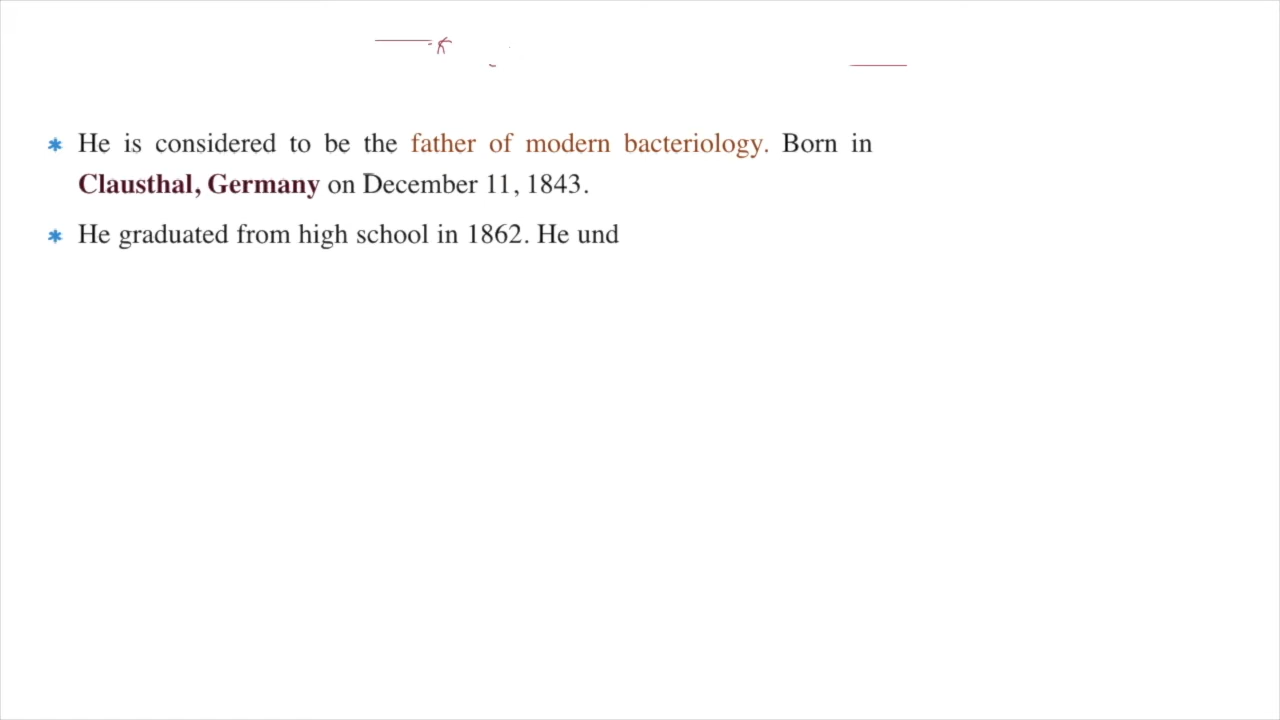 * He is considered to be the father of modern bacteriology. Born in
Clausthal, Germany on December 11, 1843.
* He graduated from high school in 1862. He und